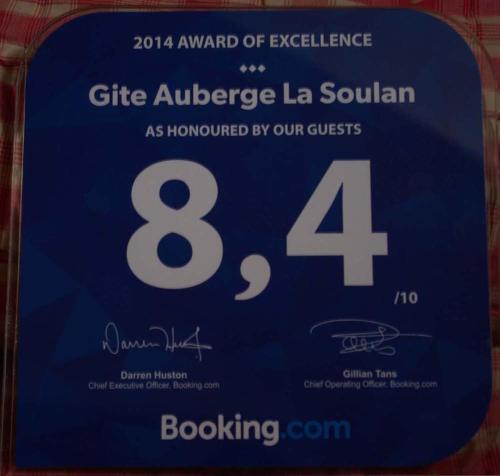 2014 AWARD OF EXCELLENCE
Gite Auberge La Soulan
AS HONOURED BY OUR GUESTS
8,4
/10
Darren Huston
Gillian Tans
Chief Executive Officer, Booking.com
Chief Operating Officer, Booking.com
Booking.com